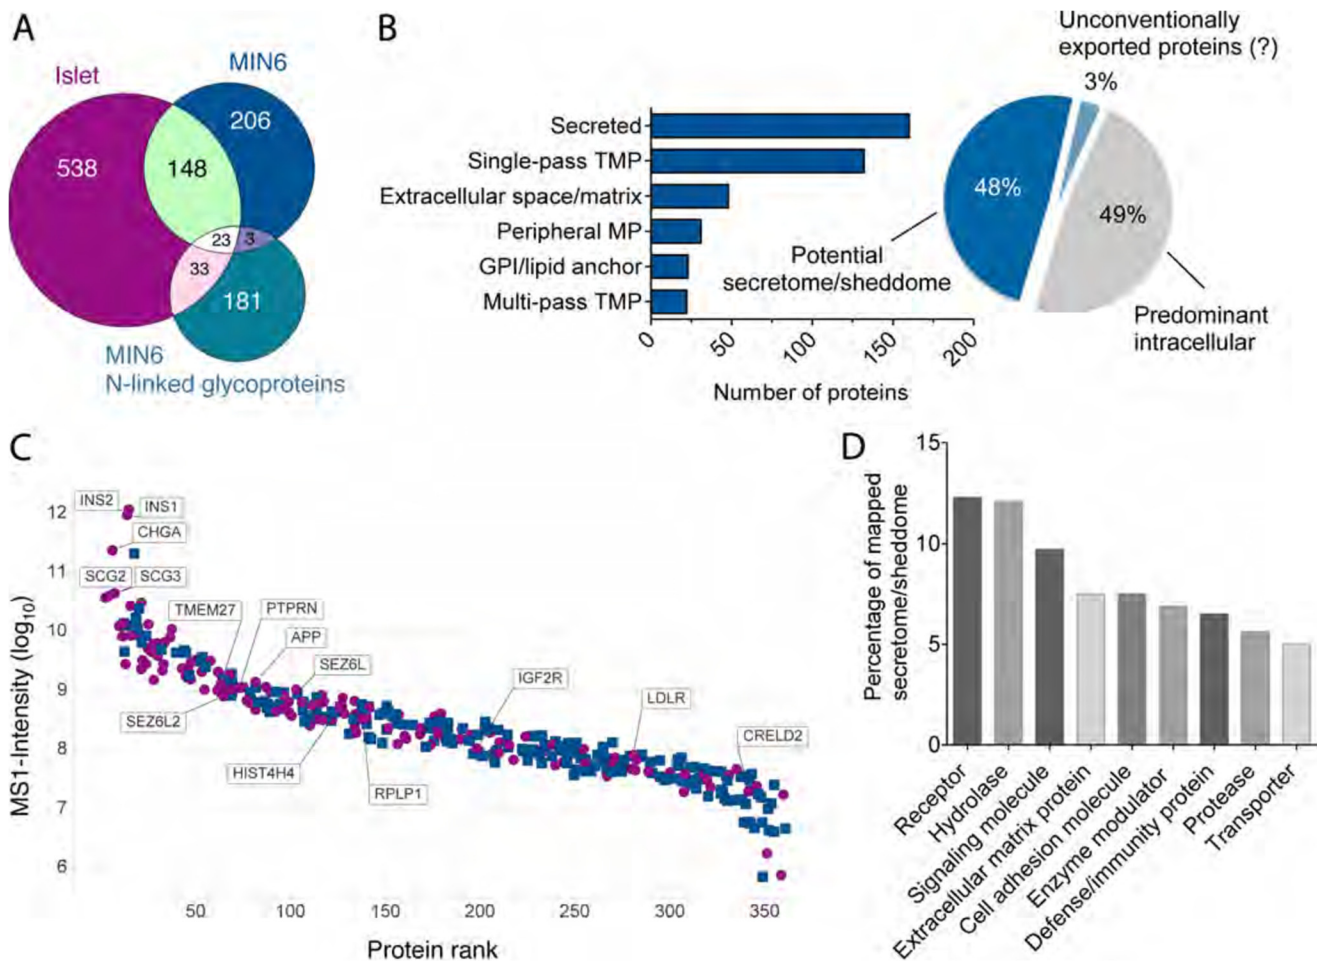 A
Islet
MIN6
538
148
206
23
3
33
181
MIN6
N-linked glycoproteins
B
Secreted
Single-pass TMP
Extracellular space/matrix
Peripheral MP
GPI/lipid anchor
Multi-pass TMP
0
50
100
150
200
Number of proteins
Unconventionally
exported proteins (?)
3%
48%
49%
Potential
secretome/sheddome
Predominant
intracellular
C
MS1-Intensity (log10)
12
11
10
9
8
7
6
INS2
INS1
CHGA
SCG2
SCG3
TMEM27
PTPRN
APP
SEZ6L
SEZ6L2
HIST4H4
RPLP1
IGF2R
LDLR
CRELD2
50
100
150
200
250
300
350
Protein rank
D
Percentage of mapped
secretome/sheddome
15
10
5
0
Receptor
Hydrolase
Signaling molecule
Extracellular matrix protein
Cell adhesion molecule
Enzyme modulator
Defense/immunity protein
Protease
Transporter